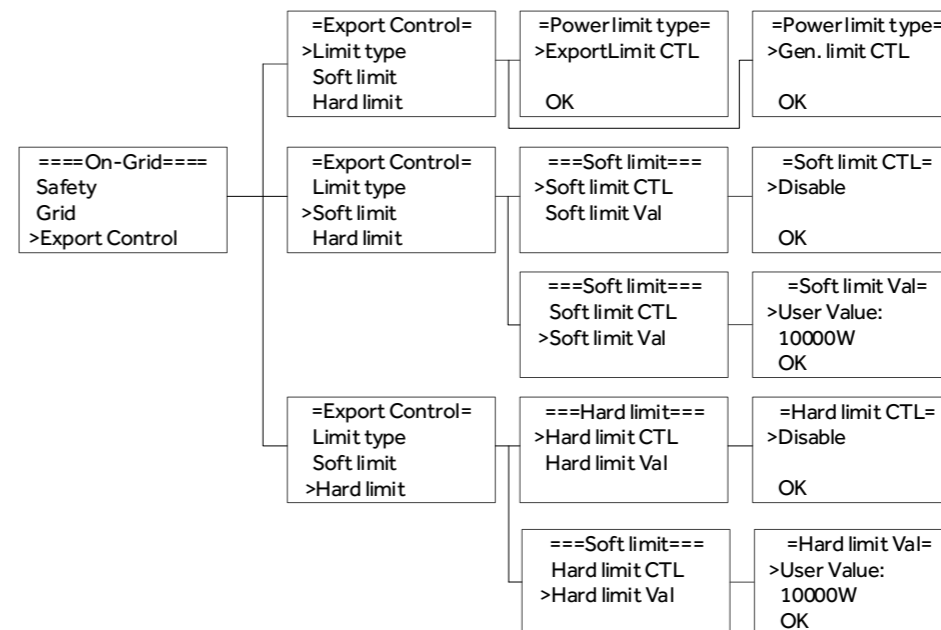 =Export Control=
>Limit type
Soft limit
Hard limit
=Power limit type=
>ExportLimit CTL
OK
=Power limit type=
>Gen. limit CTL
OK
====On-Grid====
Safety
Grid
>Export Control
=Export Control=
Limit type
>Soft limit
Hard limit
===Soft limit===
>Soft limit CTL
Soft limit Val
=Soft limit CTL=
>Disable
OK
===Soft limit===
Soft limit CTL
>Soft limit Val
=Soft limit Val=
>User Value:
10000W
OK
=Export Control=
Limit type
Soft limit
>Hard limit
===Hard limit===
>Hard limit CTL
Hard limit Val
=Hard limit CTL=
>Disable
OK
===Soft limit===
Hard limit CTL
>Hard limit Val
=Hard limit Val=
>User Value:
10000W
OK